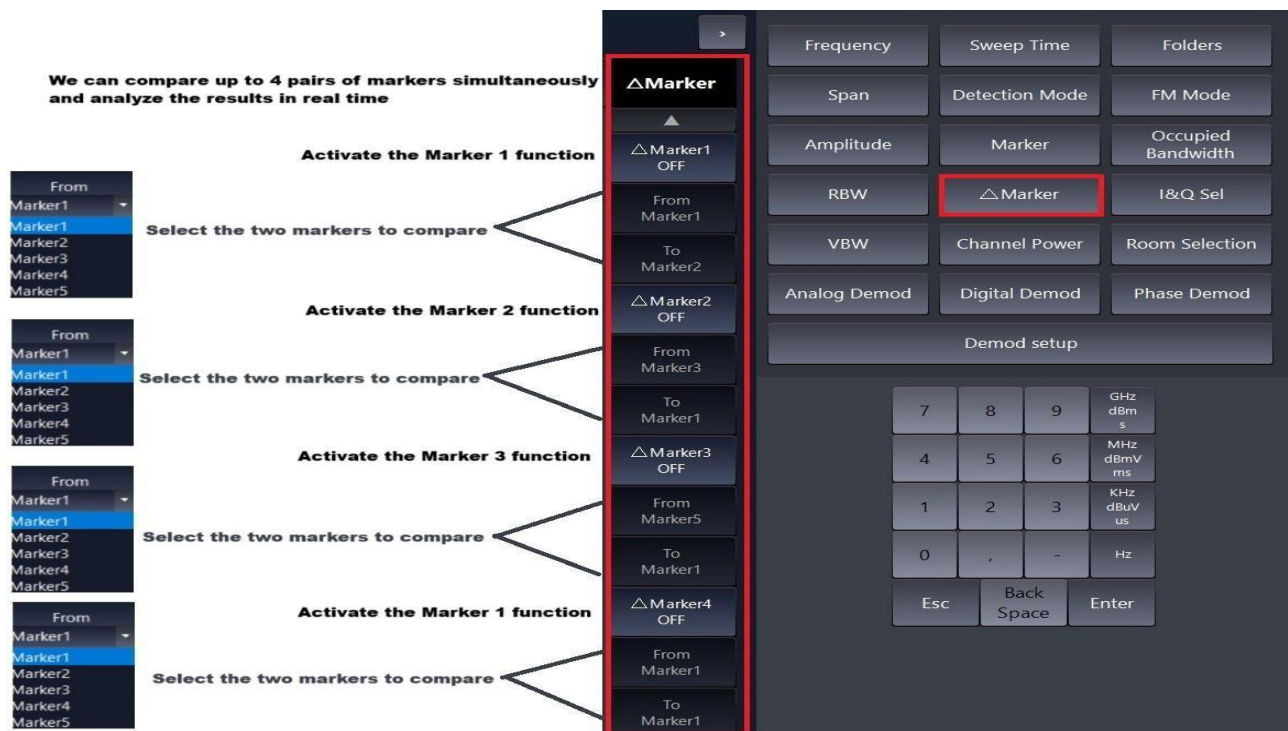 We can compare up to 4 pairs of markers simultaneously
and analyze the results in real time
Activate the Marker 1 function
From
Marker1
Marker1
Marker2
Marker3
Marker4
Marker5
Select the two markers to compare
Activate the Marker 2 function
From
Marker1
Marker1
Marker2
Marker3
Marker4
Marker5
Select the two markers to compare
Activate the Marker 3 function
From
Marker1
Marker1
Marker2
Marker3
Marker4
Marker5
Select the two markers to compare
Activate the Marker 1 function
From
Marker1
Marker1
Marker2
Marker3
Marker4
Marker5
Select the two markers to compare
>
△Marker
▲
△Marker1
OFF
From
Marker1
To
Marker2
△Marker2
OFF
From
Marker3
To
Marker1
△Marker3
OFF
From
Marker5
To
Marker1
△Marker4
OFF
From
Marker1
To
Marker1
Frequency Sweep Time Folders
Span Detection Mode FM Mode
Amplitude Marker Occupied
Bandwidth
RBW △Marker I&Q Sel
VBW Channel Power Room Selection
Analog Demod Digital Demod Phase Demod
Demod setup
7 8 9 GHz
dBm
s
4 5 6 MHz
dBmV
ms
1 2 3 KHz
dBuV
us
0 , - Hz
Esc Back
Space Enter